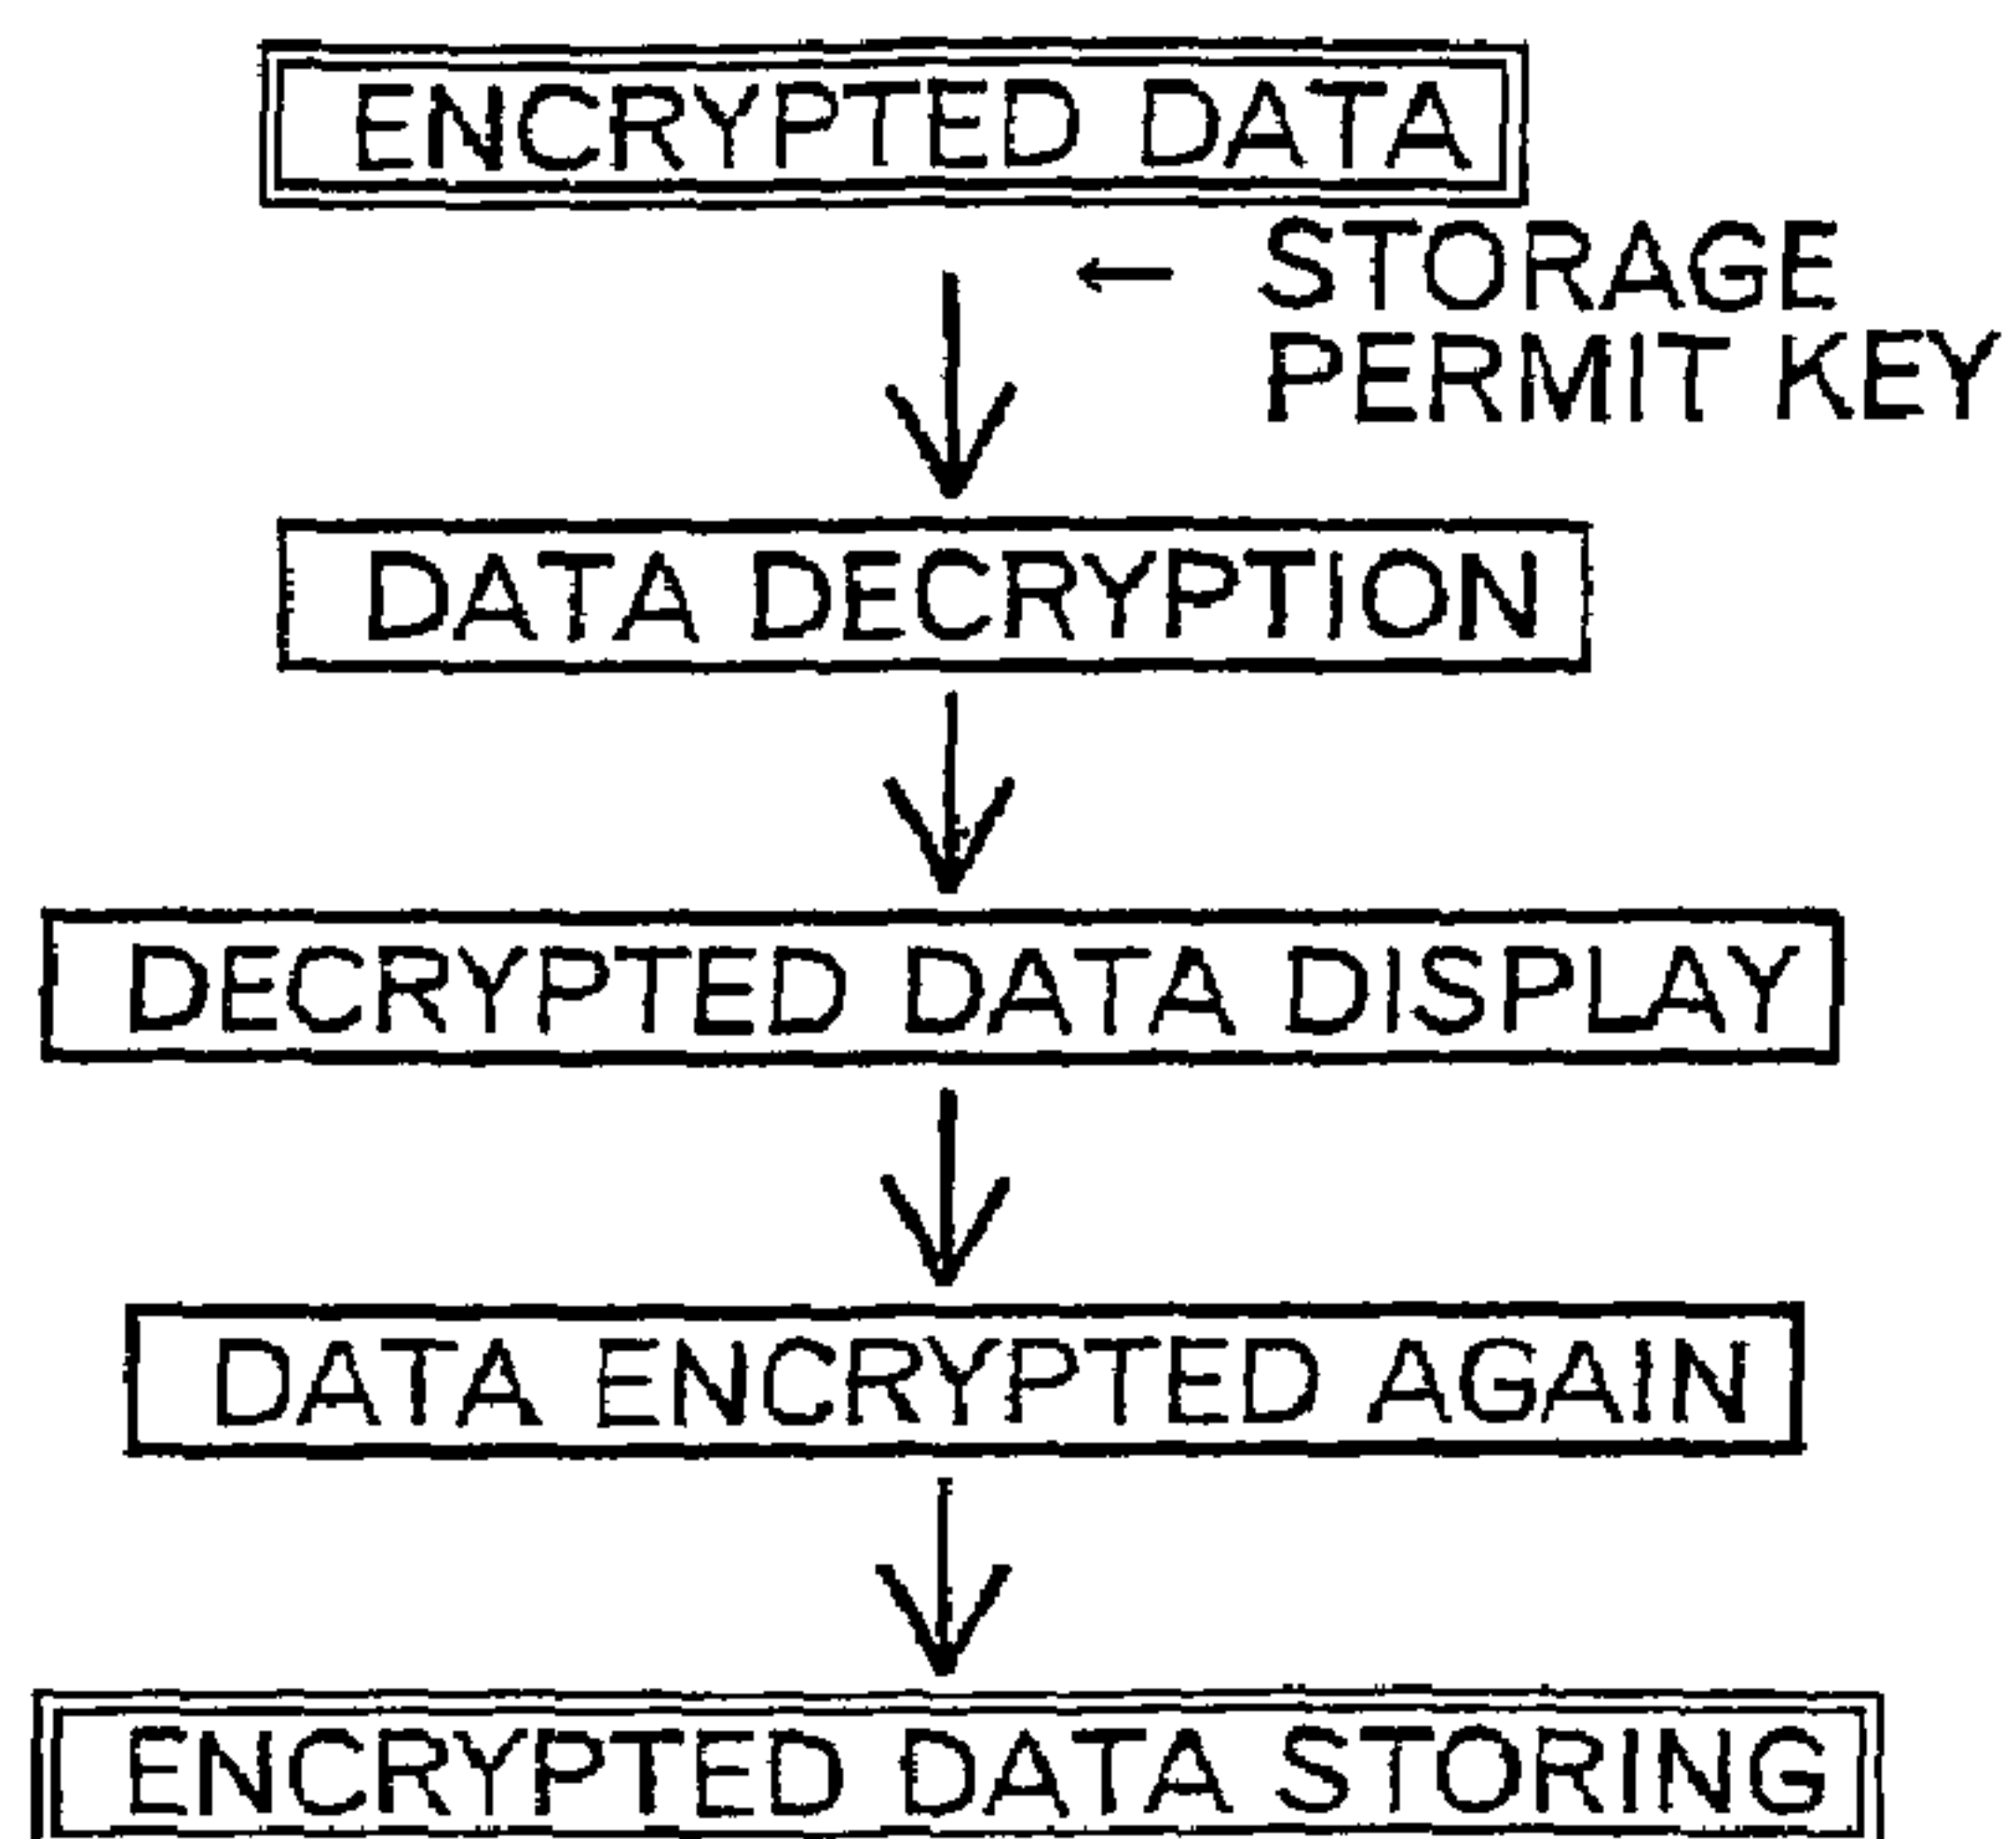 ENCRYPTED DATA
← STORAGE
PERMIT KEY
DATA DECRYPTION
DECRYPTED DATA DISPLAY
DATA ENCRYPTED AGAIN
ENCRYPTED DATA STORING